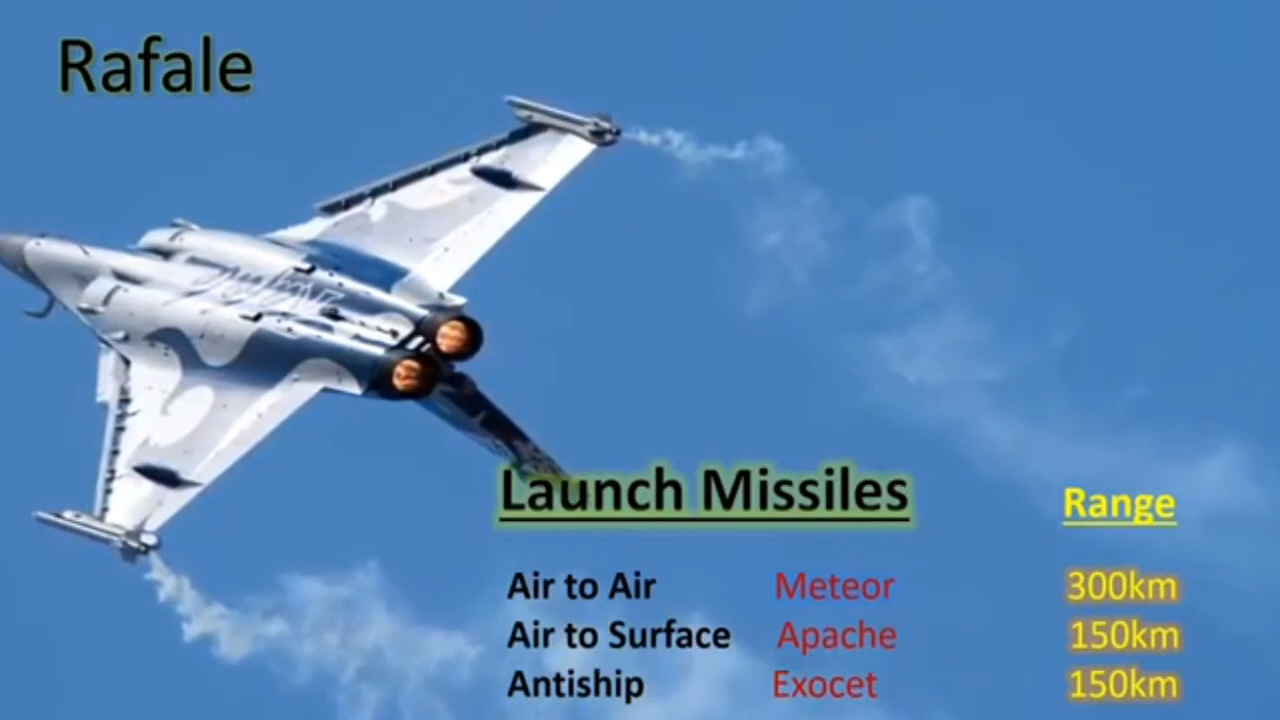 Rafale
Launch Missiles Range
Air to Air Meteor 300km
Air to Surface Apache 150km
Antiship Exocet 150km